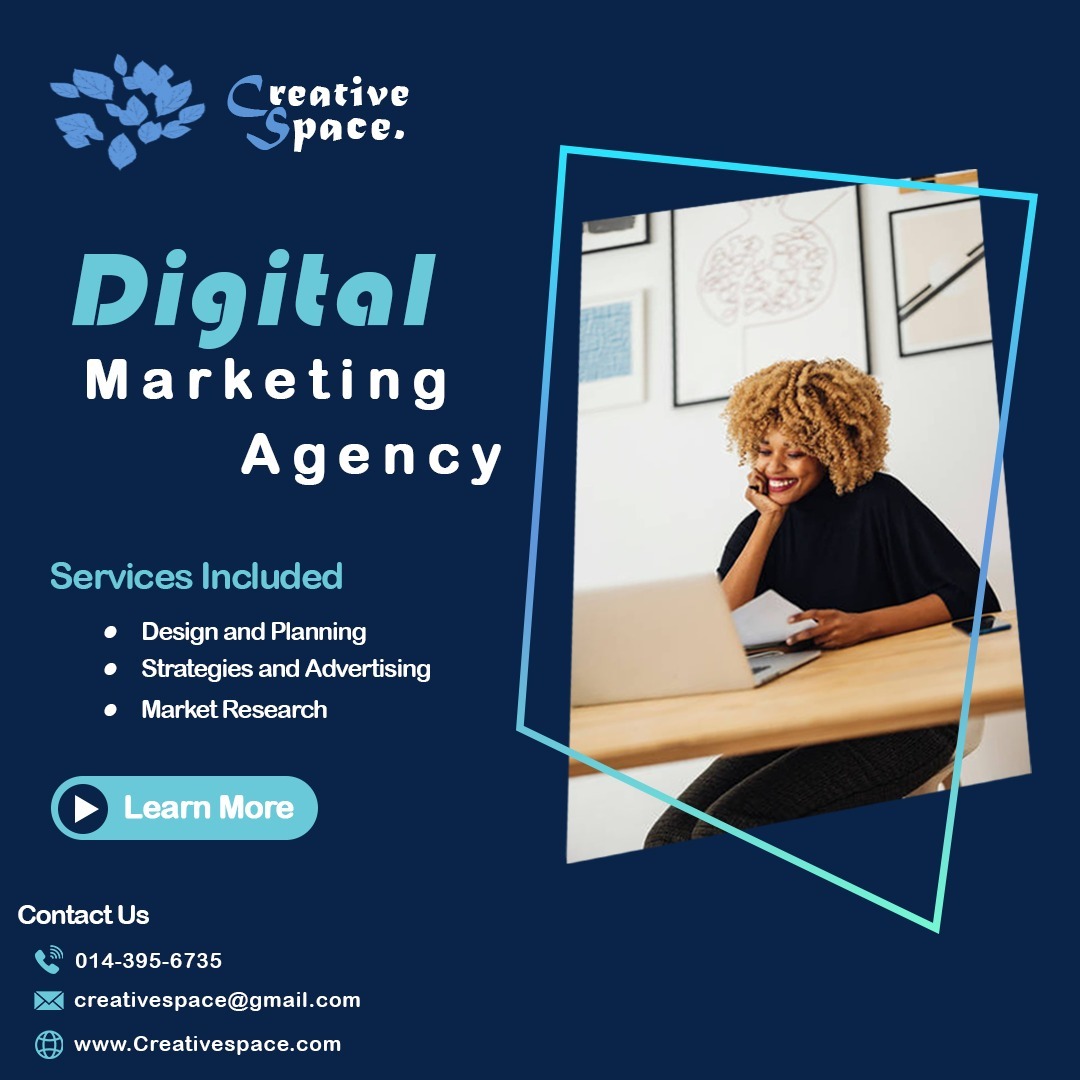 Creative
Space.
Digital
Marketing
Agency
Services Included
● Design and Planning
● Strategies and Advertising
● Market Research
Learn More
Contact Us
014-395-6735
creativespace@gmail.com
www.Creativespace.com